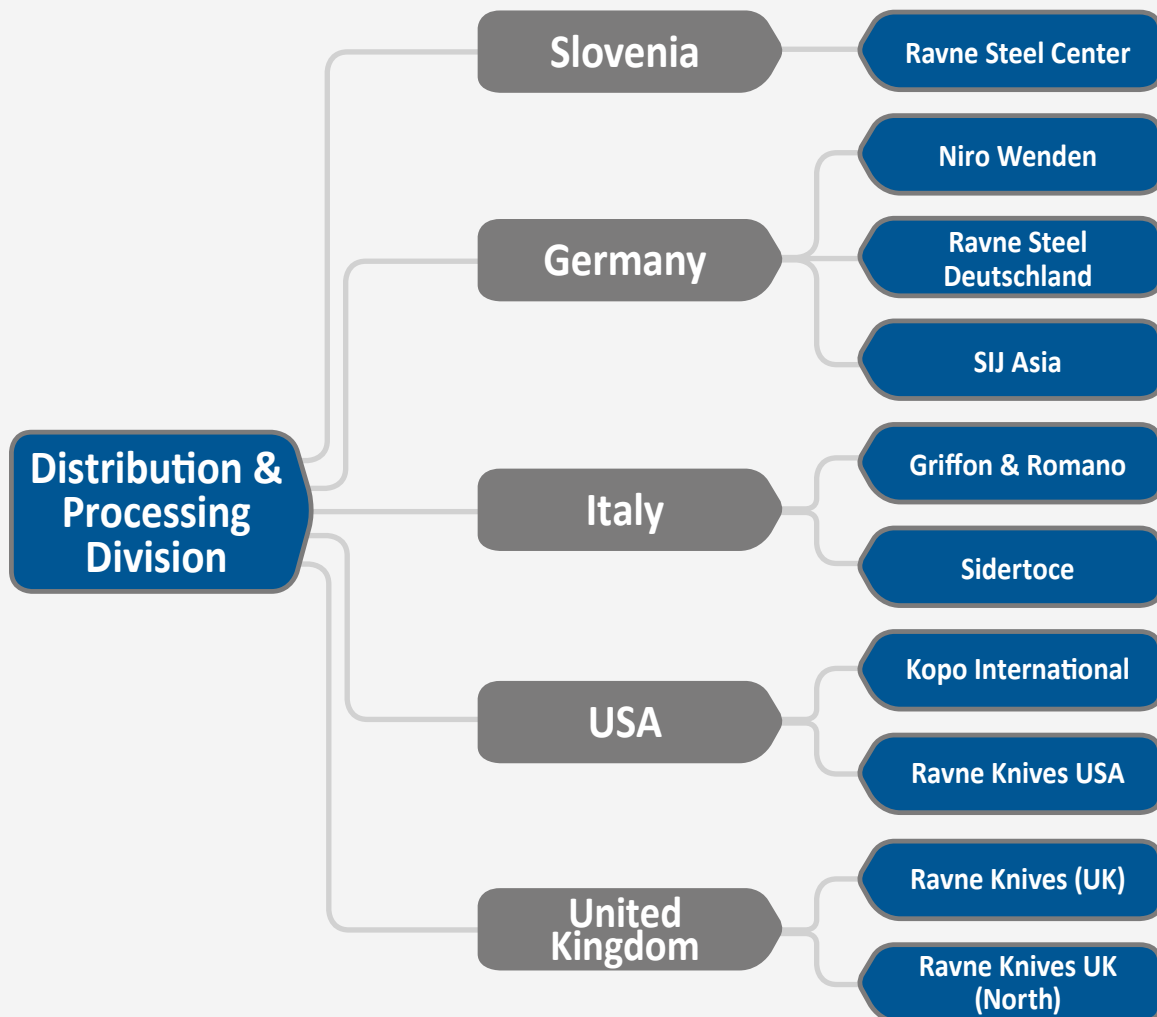 Distribution &
Processing
Division
Slovenia
Ravne Steel Center
Germany
Niro Wenden
Ravne Steel
Deutschland
SIJ Asia
Italy
Griffon & Romano
Sidertoce
USA
Kopo International
Ravne Knives USA
United
Kingdom
Ravne Knives (UK)
Ravne Knives UK
(North)